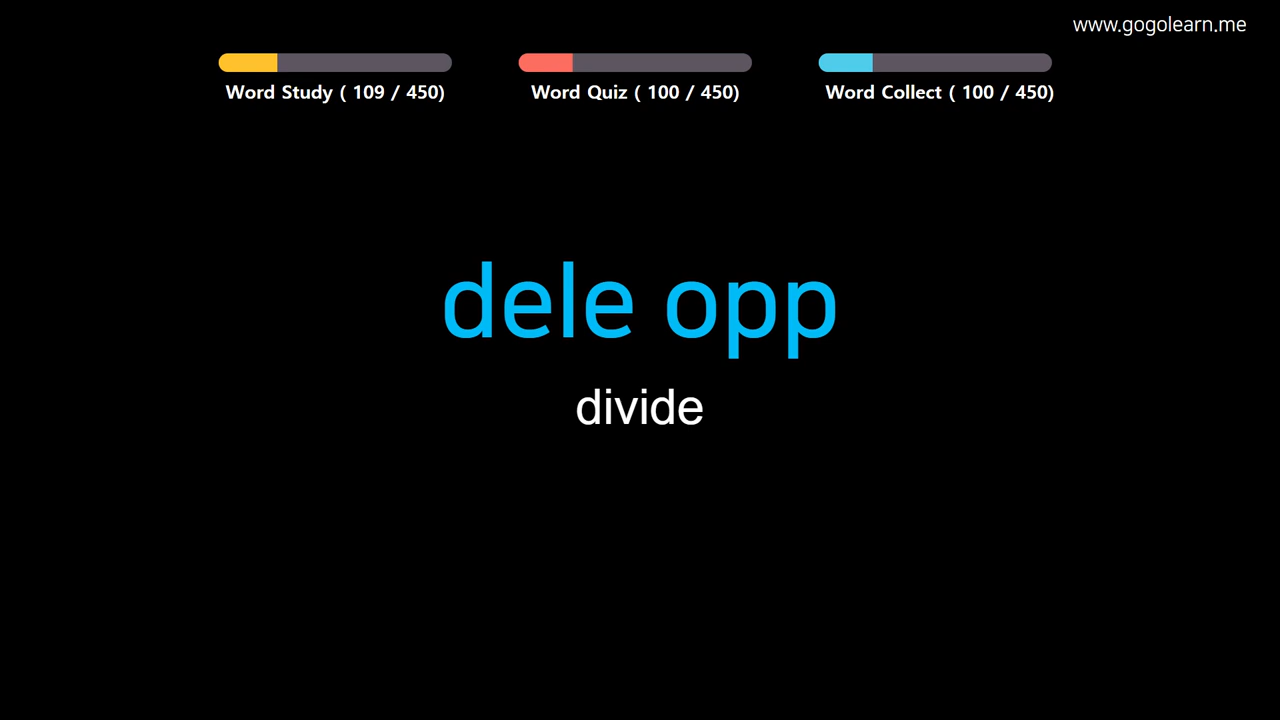 www.gogolearn.me
Word Study ( 109 / 450)
Word Quiz ( 100 / 450)
Word Collect ( 100 / 450)
dele opp
divide